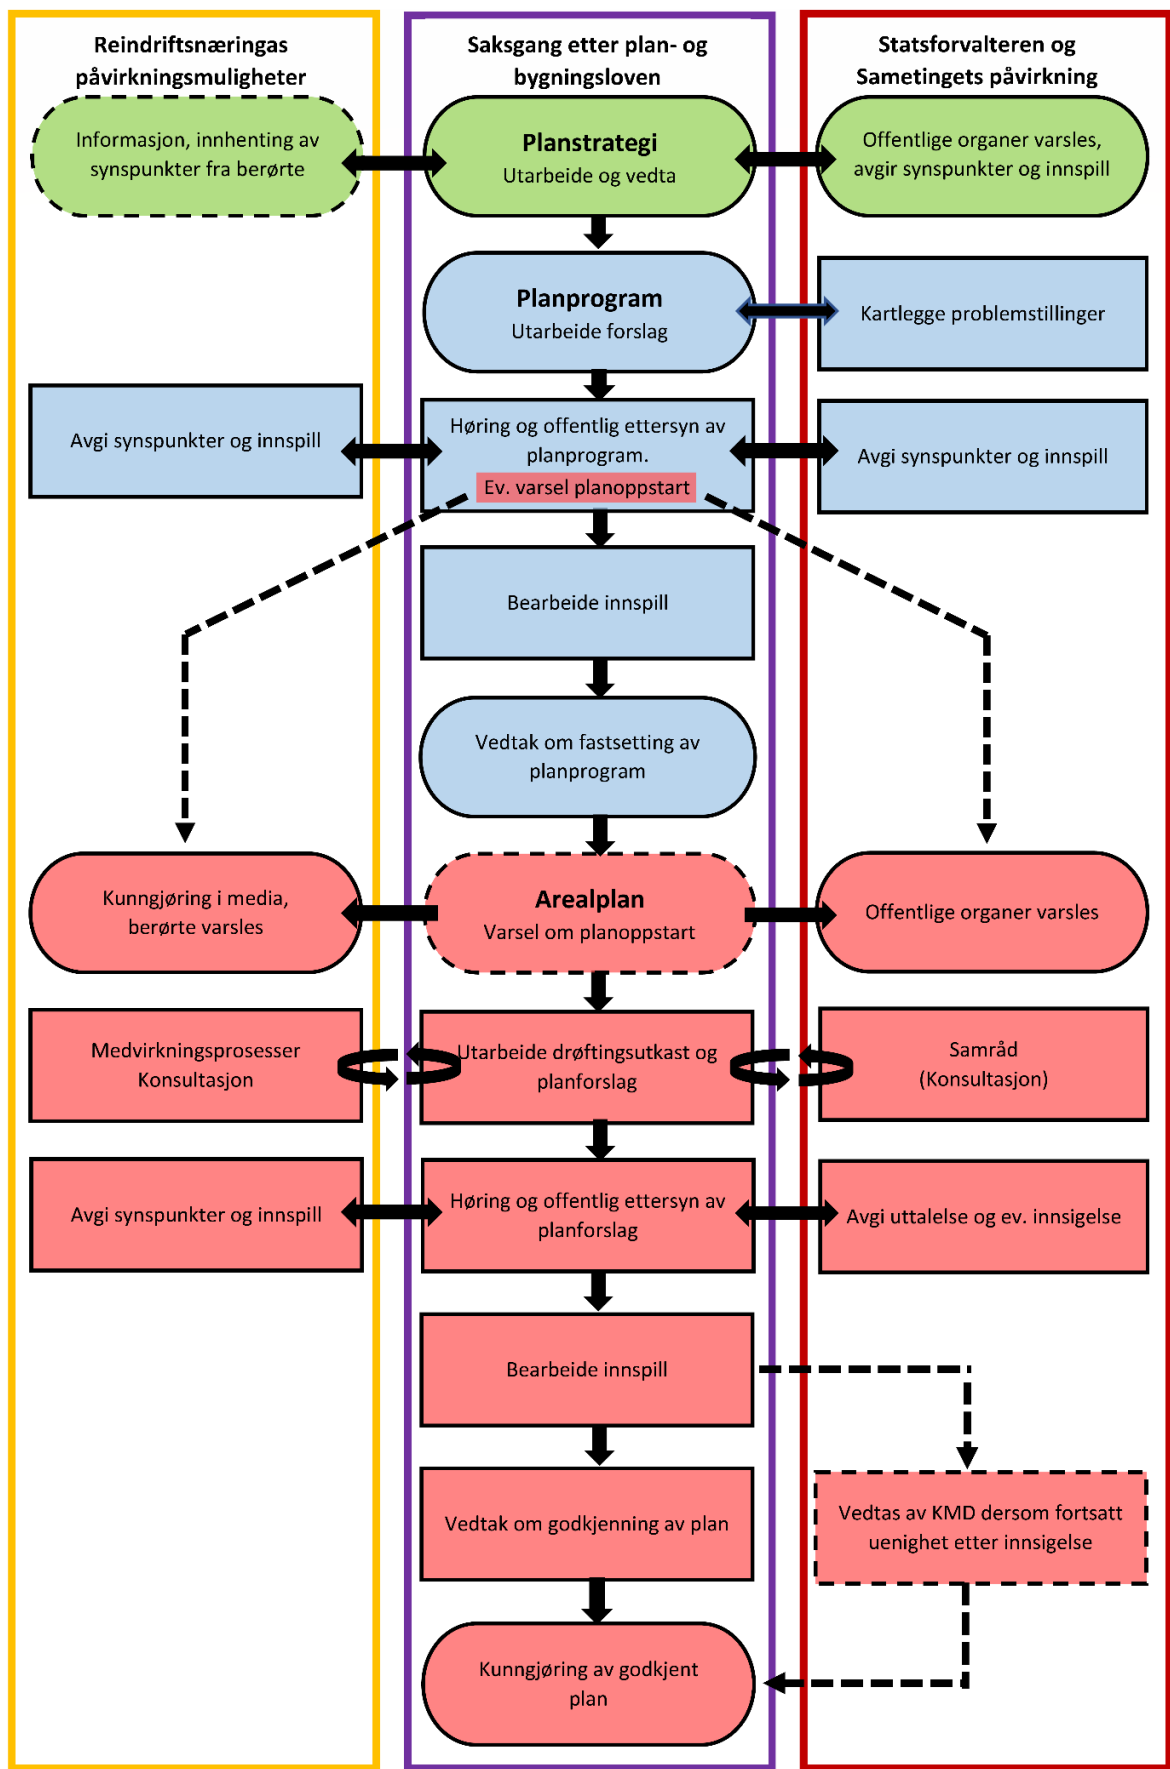 Reindriftsnæringas
påvirkningsmuligheter
Saksgang etter plan- og
bygningsloven
Statsforvalteren og
Sametingets påvirkning
Informasjon, innhenting av
synspunkter fra berørte
Planstrategi
Utarbeide og vedta
Offentlige organer varsles,
avgir synspunkter og innspill
Planprogram
Utarbeide forslag
Kartlegge problemstillinger
Avgi synspunkter og innspill
Høring og offentlig ettersyn av
planprogram.
Ev. varsel planoppstart
Avgi synspunkter og innspill
Bearbeide innspill
Vedtak om fastsetting av
planprogram
Kunngjøring i media,
berørte varsles
Arealplan
Varsel om planoppstart
Offentlige organer varsles
Medvirkningsprosesser
Konsultasjon
Utarbeide drøftingsutkast og
planforslag
Samråd
(Konsultasjon)
Avgi synspunkter og innspill
Høring og offentlig ettersyn av
planforslag
Avgi uttalelse og ev. innsigelse
Bearbeide innspill
Vedtak om godkjenning av plan
Vedtas av KMD dersom fortsatt
uenighet etter innsigelse
Kunngjøring av godkjent
plan